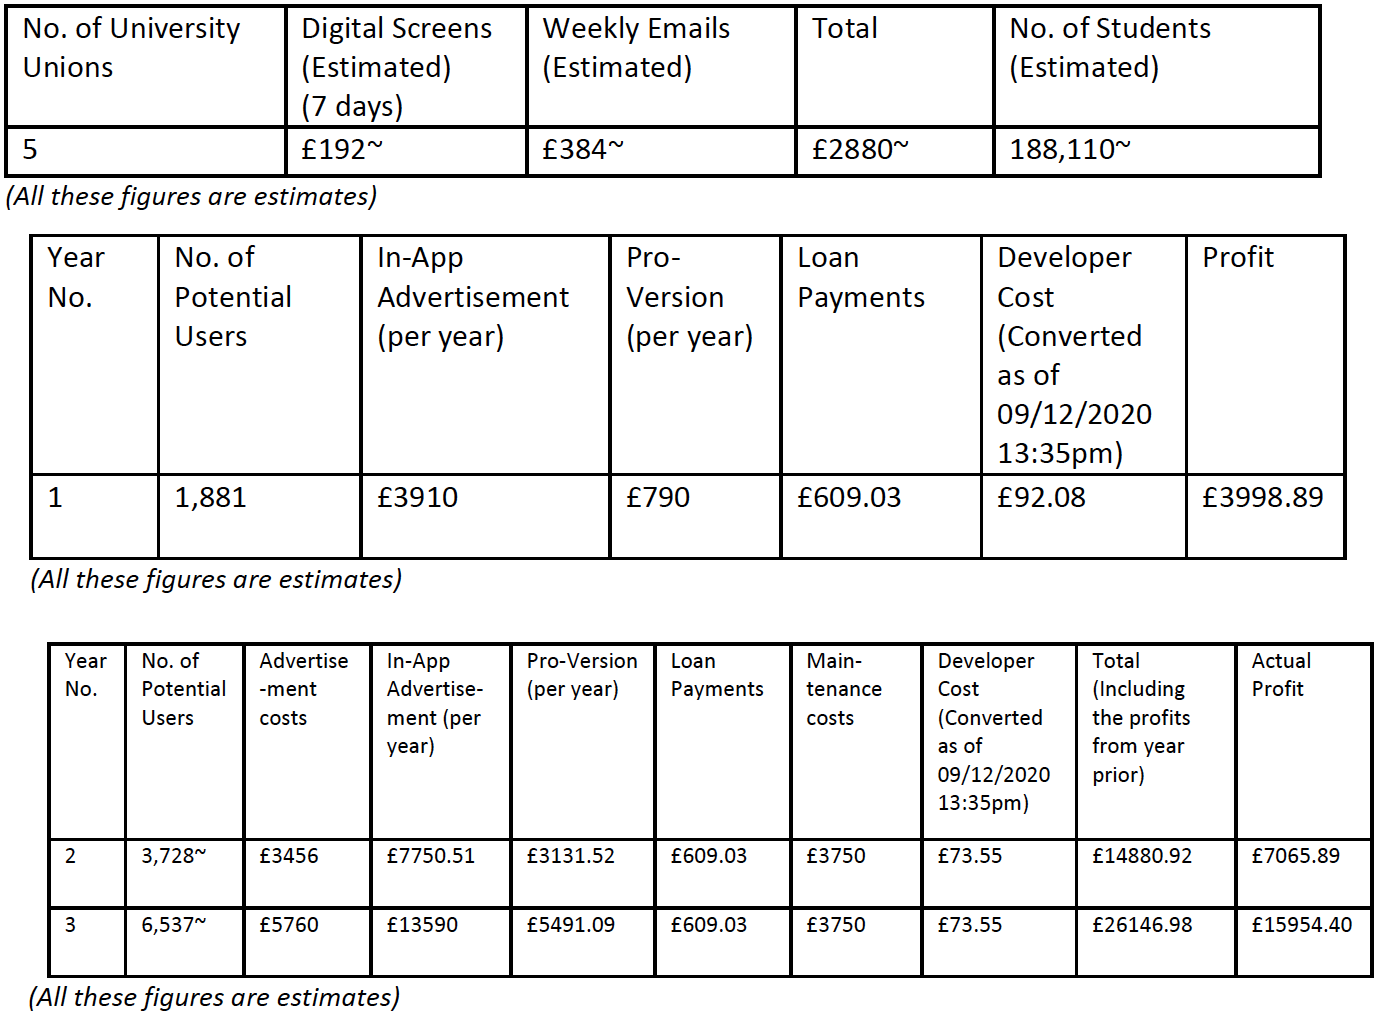 No. of University Unions | Digital Screens (Estimated) (7 days) | Weekly Emails (Estimated) | Total | No. of Students (Estimated)
5 | £192~ | £384~ | £2880~ | 188,110~
(All these figures are estimates)
Year No. | No. of Potential Users | In-App Advertisement (per year) | Pro-Version (per year) | Loan Payments | Developer Cost (Converted as of 09/12/2020 13:35pm) | Profit
1 | 1,881 | £3910 | £790 | £609.03 | £92.08 | £3998.89
(All these figures are estimates)
Year No. | No. of Potential Users | Advertise-ment costs | In-App Advertise-ment (per year) | Pro-Version (per year) | Loan Payments | Main-tenance costs | Developer Cost (Converted as of 09/12/2020 13:35pm) | Total (Including the profits from year prior) | Actual Profit
2 | 3,728~ | £3456 | £7750.51 | £3131.52 | £609.03 | £3750 | £73.55 | £14880.92 | £7065.89
3 | 6,537~ | £5760 | £13590 | £5491.09 | £609.03 | £3750 | £73.55 | £26146.98 | £15954.40
(All these figures are estimates)